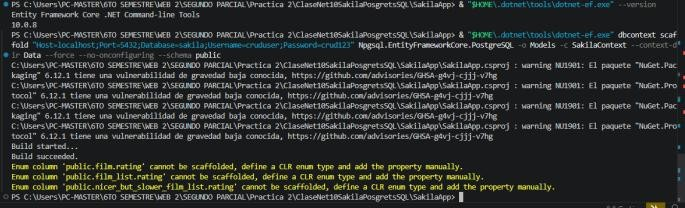 PS C:\Users\PC-MASTER\6TO SEMESTRE\WEB 2\SEGUNDO PARCIAL\Practica 2\ClaseNet10SakilaPosgretsSQL\SakilaApp> & "$HOME\.dotnet\tools\dotnet-ef.exe" --version
Entity Framework Core .NET Command-line Tools
10.0.8
PS C:\Users\PC-MASTER\6TO SEMESTRE\WEB 2\SEGUNDO PARCIAL\Practica 2\ClaseNet10SakilaPosgretsSQL\SakilaApp> & "$HOME\.dotnet\tools\dotnet-ef.exe" dbcontext scaf
fold "Host=localhost;Port=5432;Database=sakila;Username=cruduser;Password=crud123" Npgsql.EntityFrameworkCore.PostgreSQL -o Models -c SakilaContext --context-d
ir Data --force --no-onconfiguring --schema public
C:\Users\PC-MASTER\6TO SEMESTRE\WEB 2\SEGUNDO PARCIAL\Practica 2\ClaseNet10SakilaPosgretsSQL\SakilaApp\SakilaApp.csproj : warning NU1901: El paquete "NuGet.Pac
kaging" 6.12.1 tiene una vulnerabilidad de gravedad baja conocida, https://github.com/advisories/GHSA-g4vj-cjjj-v7hg
C:\Users\PC-MASTER\6TO SEMESTRE\WEB 2\SEGUNDO PARCIAL\Practica 2\ClaseNet10SakilaPosgretsSQL\SakilaApp\SakilaApp.csproj : warning NU1901: El paquete "NuGet.Pro
tocol" 6.12.1 tiene una vulnerabilidad de gravedad baja conocida, https://github.com/advisories/GHSA-g4vj-cjjj-v7hg
C:\Users\PC-MASTER\6TO SEMESTRE\WEB 2\SEGUNDO PARCIAL\Practica 2\ClaseNet10SakilaPosgretsSQL\SakilaApp\SakilaApp.csproj : warning NU1901: El paquete "NuGet.Pac
kaging" 6.12.1 tiene una vulnerabilidad de gravedad baja conocida, https://github.com/advisories/GHSA-g4vj-cjjj-v7hg
C:\Users\PC-MASTER\6TO SEMESTRE\WEB 2\SEGUNDO PARCIAL\Practica 2\ClaseNet10SakilaPosgretsSQL\SakilaApp\SakilaApp.csproj : warning NU1901: El paquete "NuGet.Pro
tocol" 6.12.1 tiene una vulnerabilidad de gravedad baja conocida, https://github.com/advisories/GHSA-g4vj-cjjj-v7hg
Build started...
Build succeeded.
Enum column 'public.film.rating' cannot be scaffolded, define a CLR enum type and add the property manually.
Enum column 'public.film_list.rating' cannot be scaffolded, define a CLR enum type and add the property manually.
Enum column 'public.nicer_but_slower_film_list.rating' cannot be scaffolded, define a CLR enum type and add the property manually.
PS C:\Users\PC-MASTER\6TO SEMESTRE\WEB 2\SEGUNDO PARCIAL\Practica 2\ClaseNet10SakilaPosgretsSQL\SakilaApp>